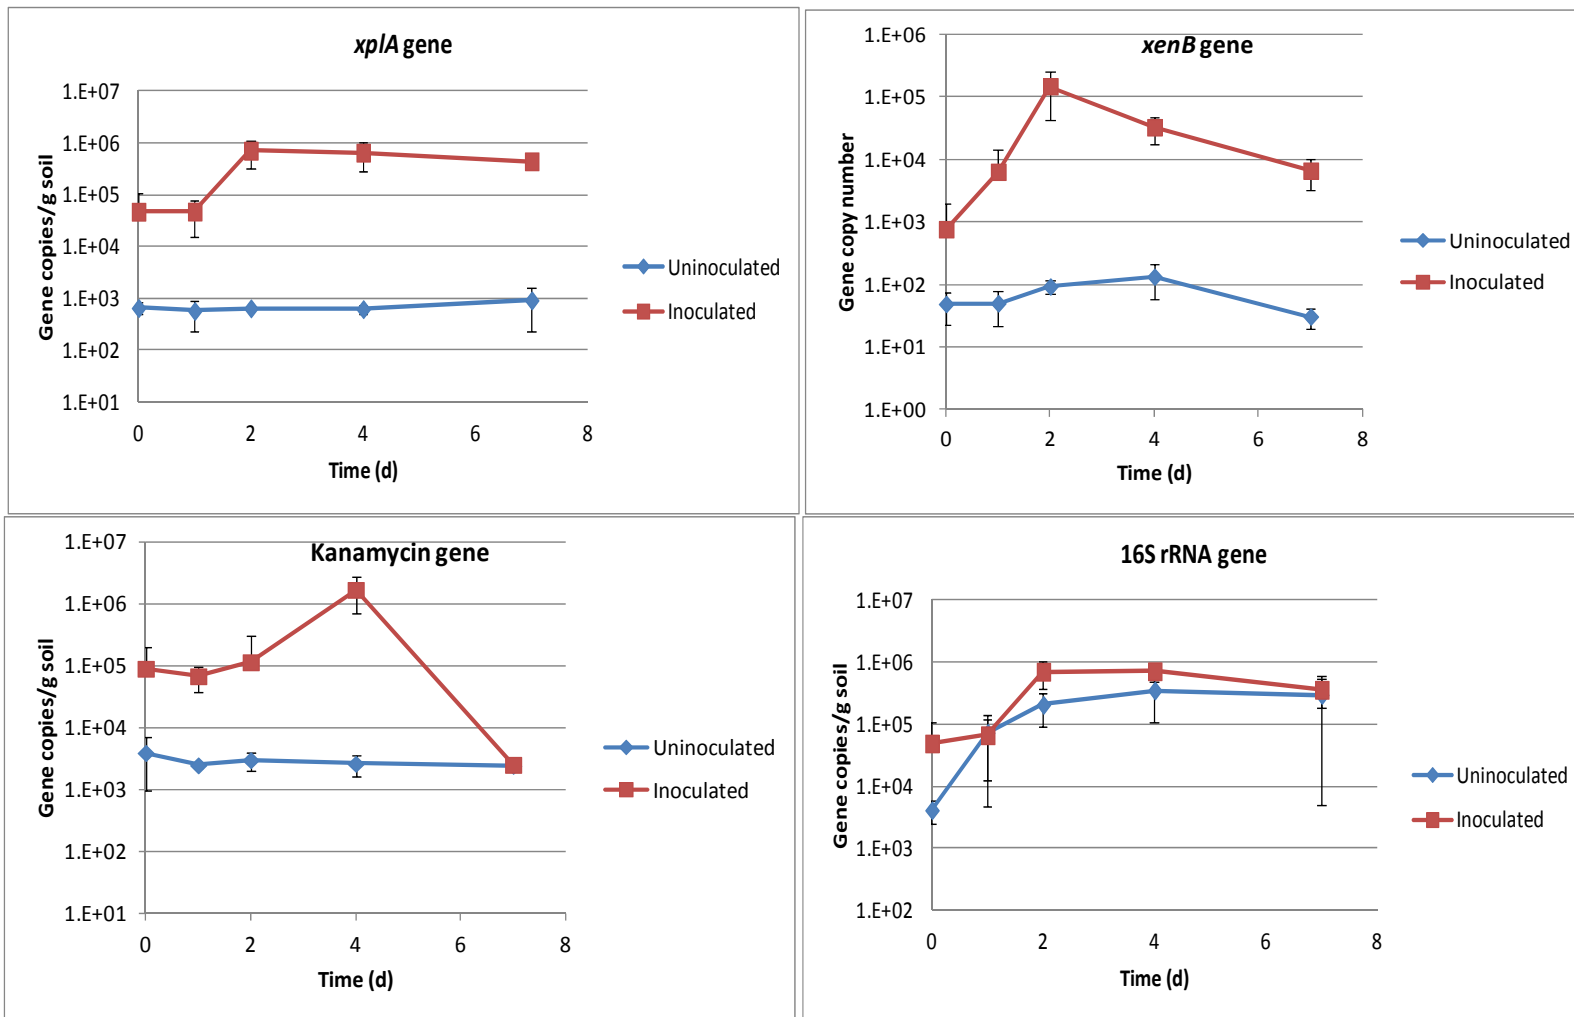 xplA gene
1.E+07
1.E+06
1.E+05
1.E+04
1.E+03
1.E+02
1.E+01
Gene copies/g soil
0 2 4 6 8
Time (d)
Uninoculated
Inoculated
xenB gene
1.E+06
1.E+05
1.E+04
1.E+03
1.E+02
1.E+01
1.E+00
Gene copy number
0 2 4 6 8
Time (d)
Uninoculated
Inoculated
Kanamycin gene
1.E+07
1.E+06
1.E+05
1.E+04
1.E+03
1.E+02
1.E+01
Gene copies/g soil
0 2 4 6 8
Time (d)
Uninoculated
Inoculated
16S rRNA gene
1.E+07
1.E+06
1.E+05
1.E+04
1.E+03
1.E+02
Gene copies/g soil
0 2 4 6 8
Time (d)
Uninoculated
Inoculated